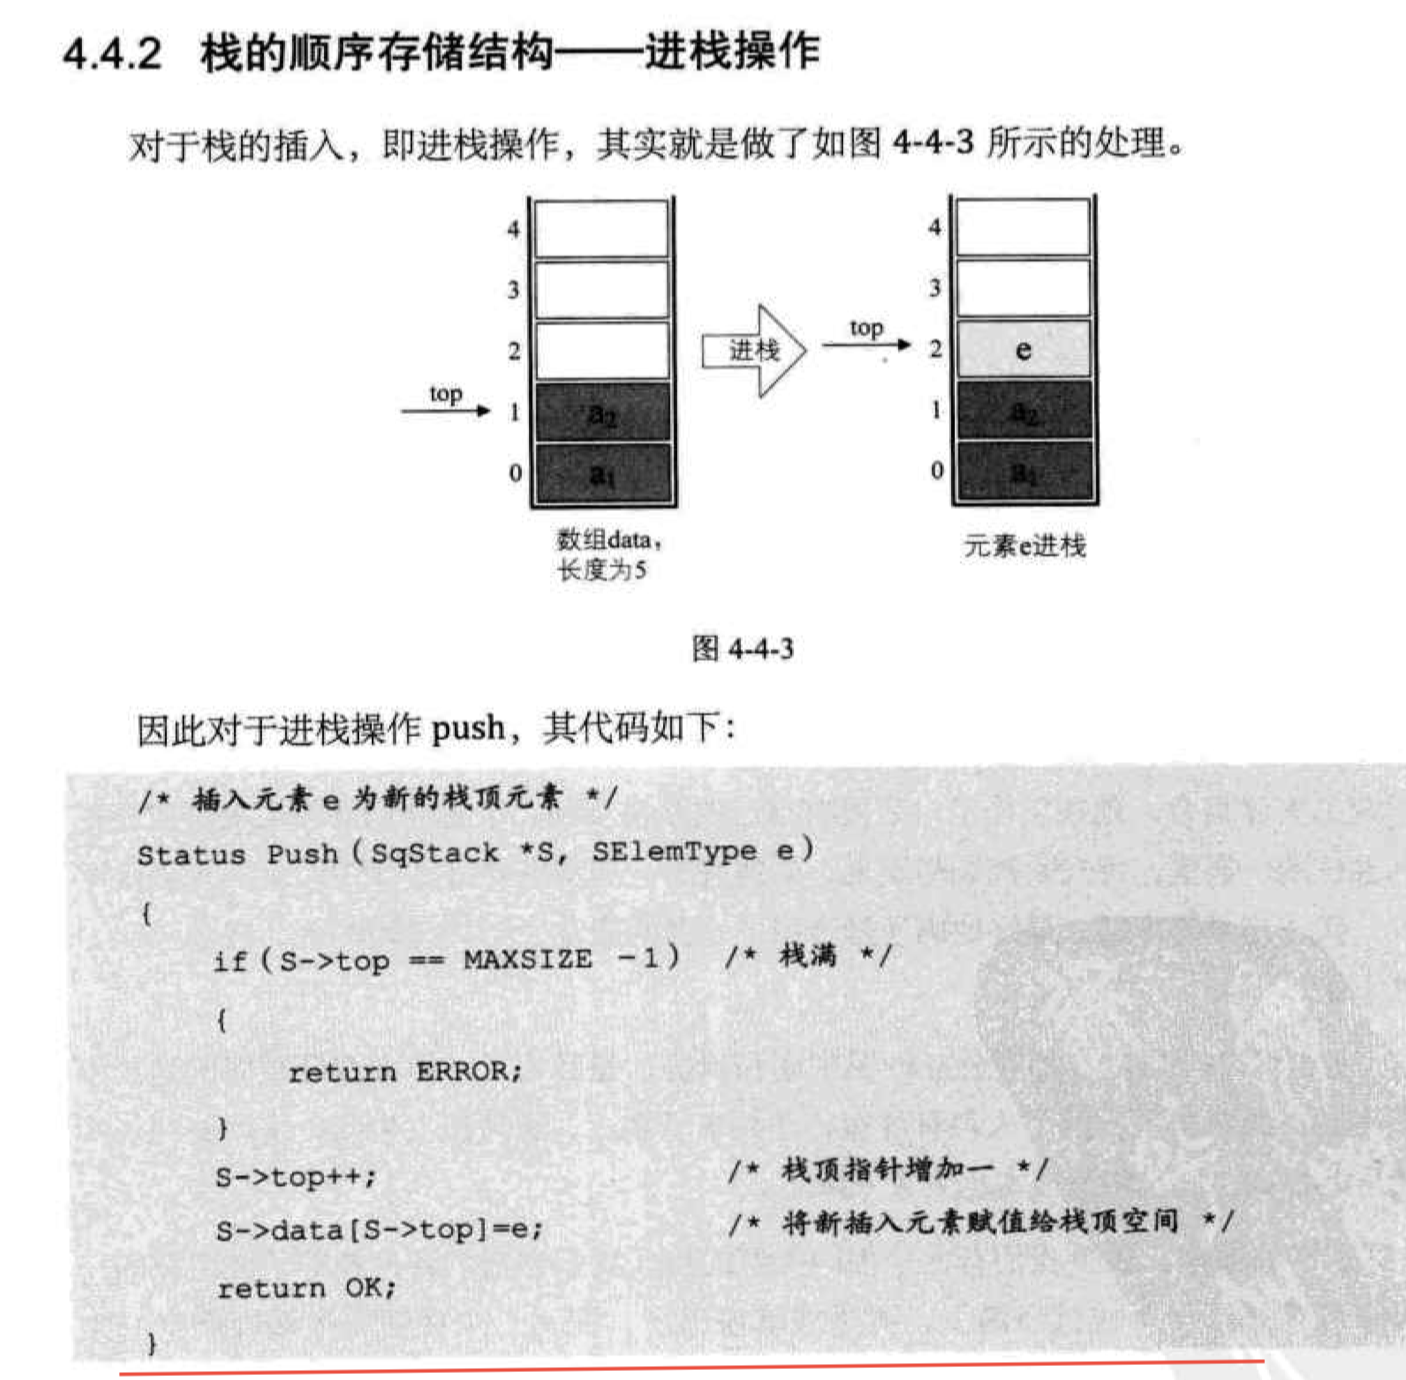 4.4.2 栈的顺序存储结构——进栈操作
对于栈的插入，即进栈操作，其实就是做了如图 4-4-3 所示的处理。
4
3
2
top
1 a2
0 a1
数组data，
长度为5
进栈
4
3
top
2 e
1 a2
0 a1
元素e进栈
图 4-4-3
因此对于进栈操作 push，其代码如下：
/* 插入元素 e 为新的栈顶元素 */
Status Push（SqStack *S, SElemType e）
{
if（S->top == MAXSIZE －1） /* 栈满 */
{
return ERROR;
}
S->top++; /* 栈顶指针增加一 */
S->data[S->top]=e; /* 将新插入元素赋值给栈顶空间 */
return OK;
}